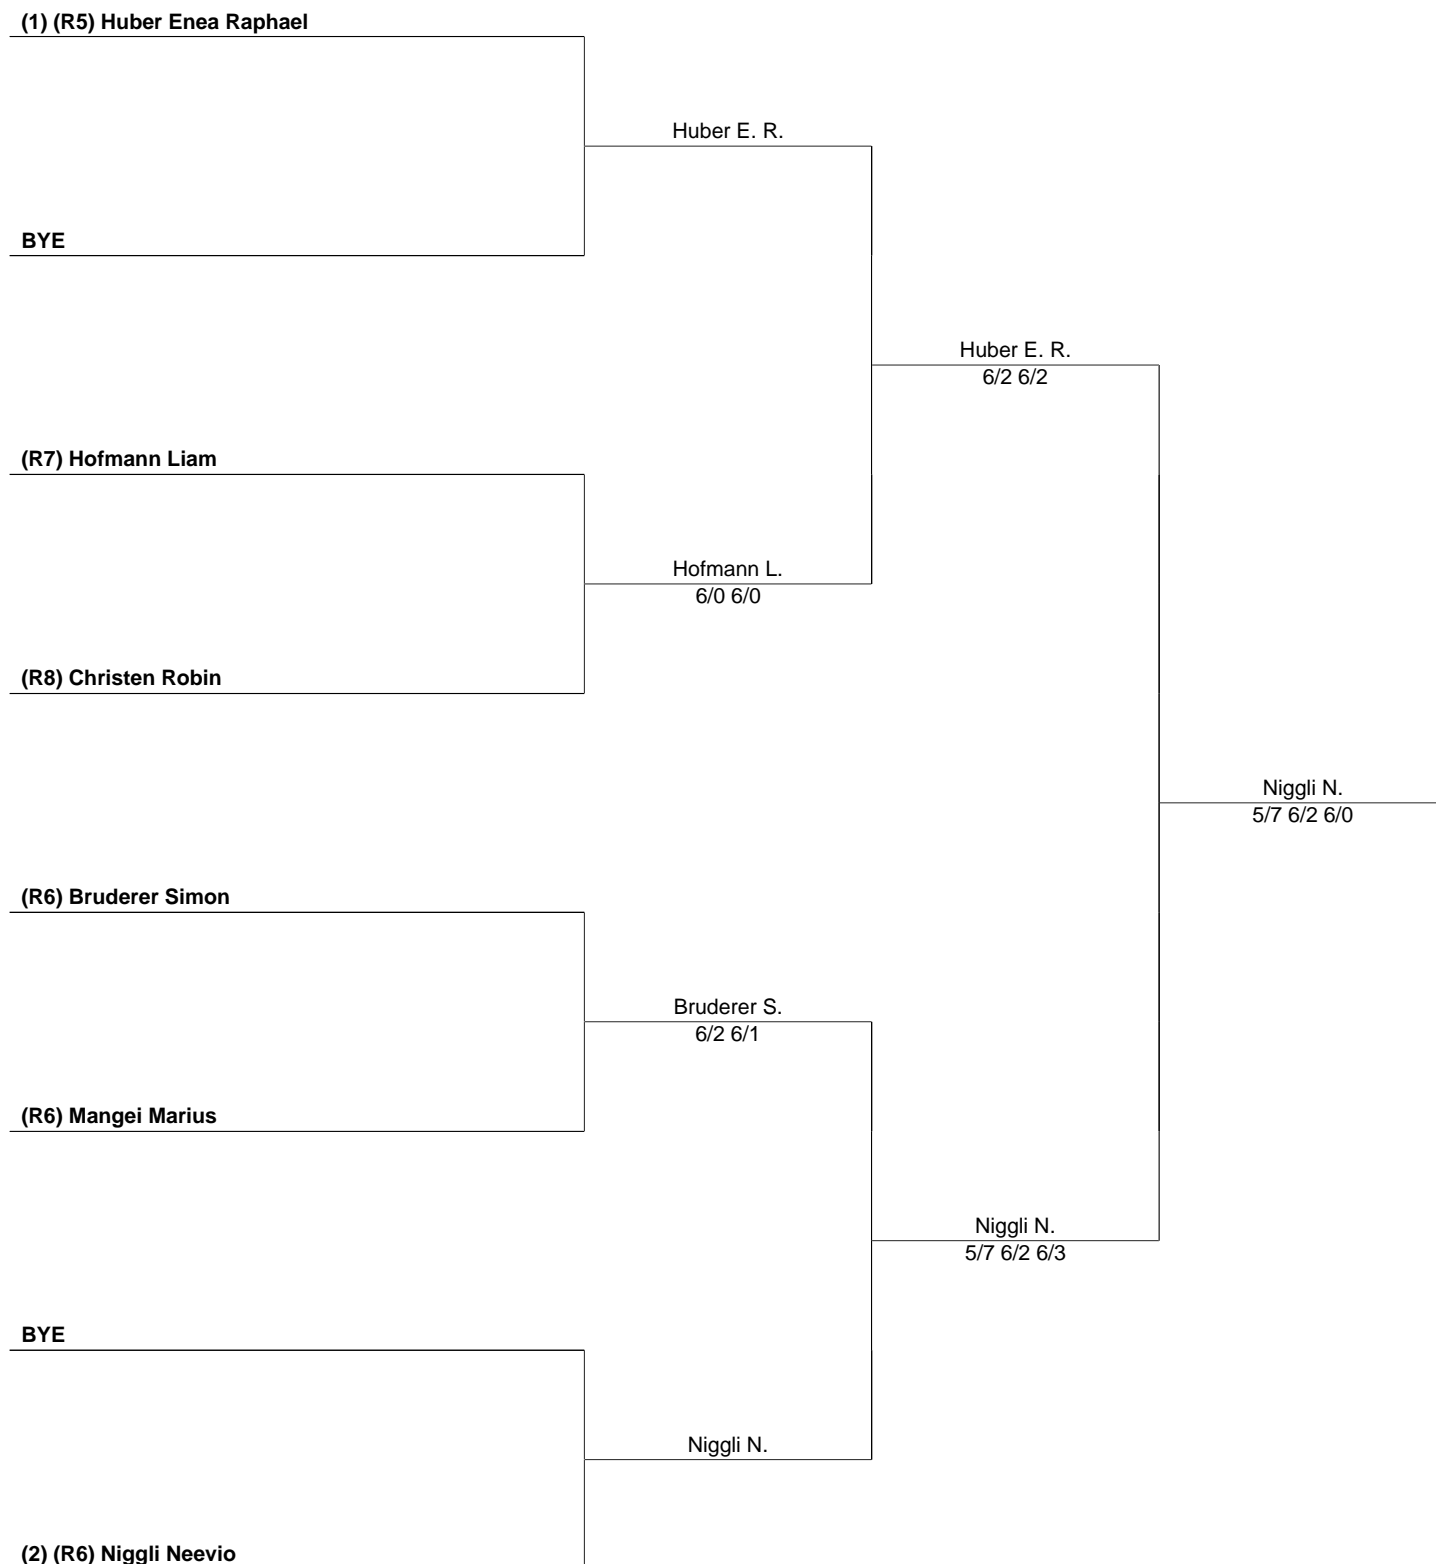 (1) (R5) Huber Enea Raphael
Huber E. R.
BYE
Huber E. R.
6/2 6/2
(R7) Hofmann Liam
Hofmann L.
6/0 6/0
(R8) Christen Robin
Niggli N.
5/7 6/2 6/0
(R6) Bruderer Simon
Bruderer S.
6/2 6/1
(R6) Mangei Marius
Niggli N.
5/7 6/2 6/3
BYE
Niggli N.
(2) (R6) Niggli Neevio